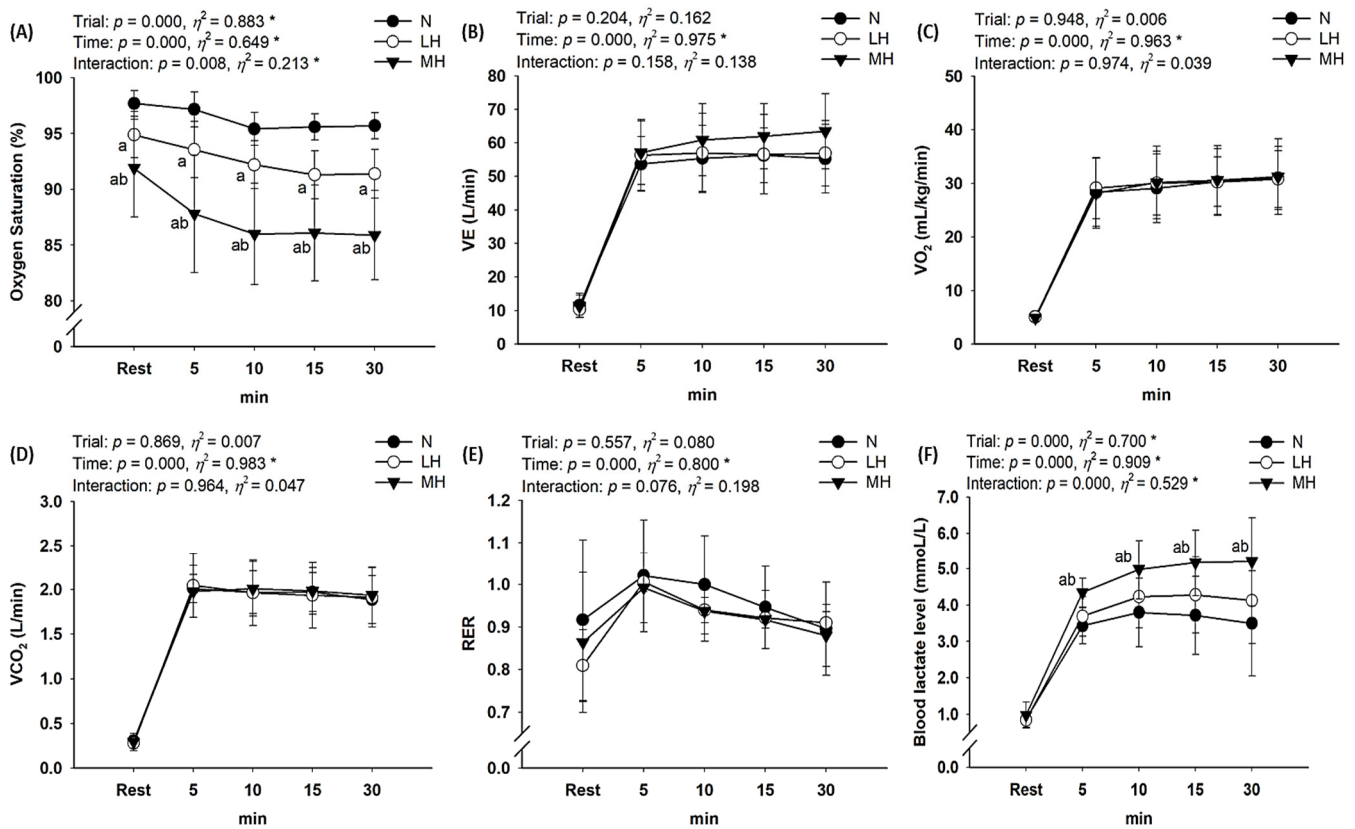 (A)
Trial: p = 0.000, η² = 0.883 *
Time: p = 0.000, η² = 0.649 *
Interaction: p = 0.008, η² = 0.213 *
N
LH
MH
Oxygen Saturation (%)
100
95
90
85
80
0
a
a
a
a
a
ab
ab
ab
ab
ab
Rest 5 10 15 30
min
(B)
Trial: p = 0.204, η² = 0.162
Time: p = 0.000, η² = 0.975 *
Interaction: p = 0.158, η² = 0.138
N
LH
MH
VE (L/min)
80
70
60
50
40
30
20
10
0
Rest 5 10 15 30
min
(C)
Trial: p = 0.948, η² = 0.006
Time: p = 0.000, η² = 0.963 *
Interaction: p = 0.974, η² = 0.039
N
LH
MH
VO₂ (mL/kg/min)
50
40
30
20
10
0
Rest 5 10 15 30
min
(D)
Trial: p = 0.869, η² = 0.007
Time: p = 0.000, η² = 0.983 *
Interaction: p = 0.964, η² = 0.047
N
LH
MH
VCO₂ (L/min)
3.0
2.5
2.0
1.5
1.0
0.5
0.0
Rest 5 10 15 30
min
(E)
Trial: p = 0.557, η² = 0.080
Time: p = 0.000, η² = 0.800 *
Interaction: p = 0.076, η² = 0.198
N
LH
MH
RER
1.2
1.1
1.0
0.9
0.8
0.7
0.0
Rest 5 10 15 30
min
(F)
Trial: p = 0.000, η² = 0.700 *
Time: p = 0.000, η² = 0.909 *
Interaction: p = 0.000, η² = 0.529 *
N
LH
MH
Blood lactate level (mmoL/L)
7.0
6.0
5.0
4.0
3.0
2.0
1.0
0.0
ab
ab
ab
ab
Rest 5 10 15 30
min